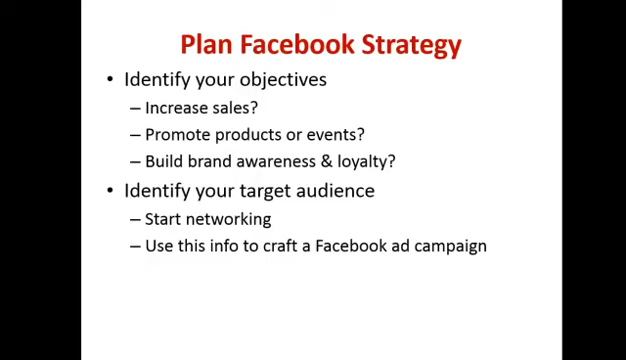 Plan Facebook Strategy
• Identify your objectives
– Increase sales?
– Promote products or events?
– Build brand awareness & loyalty?
• Identify your target audience
– Start networking
– Use this info to craft a Facebook ad campaign